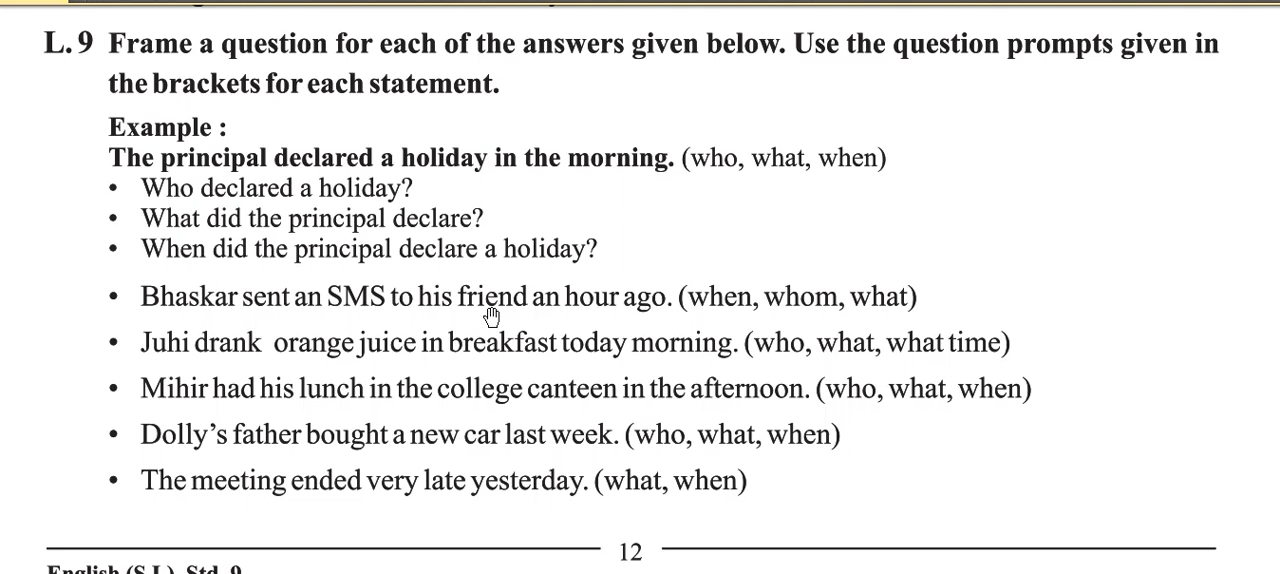 L. 9 Frame a question for each of the answers given below. Use the question prompts given in
the brackets for each statement.
Example :
The principal declared a holiday in the morning. (who, what, when)
• Who declared a holiday?
• What did the principal declare?
• When did the principal declare a holiday?
• Bhaskar sent an SMS to his friend an hour ago. (when, whom, what)
• Juhi drank orange juice in breakfast today morning. (who, what, what time)
• Mihir had his lunch in the college canteen in the afternoon. (who, what, when)
• Dolly's father bought a new car last week. (who, what, when)
• The meeting ended very late yesterday. (what, when)
12
English (S.L), Std. 9